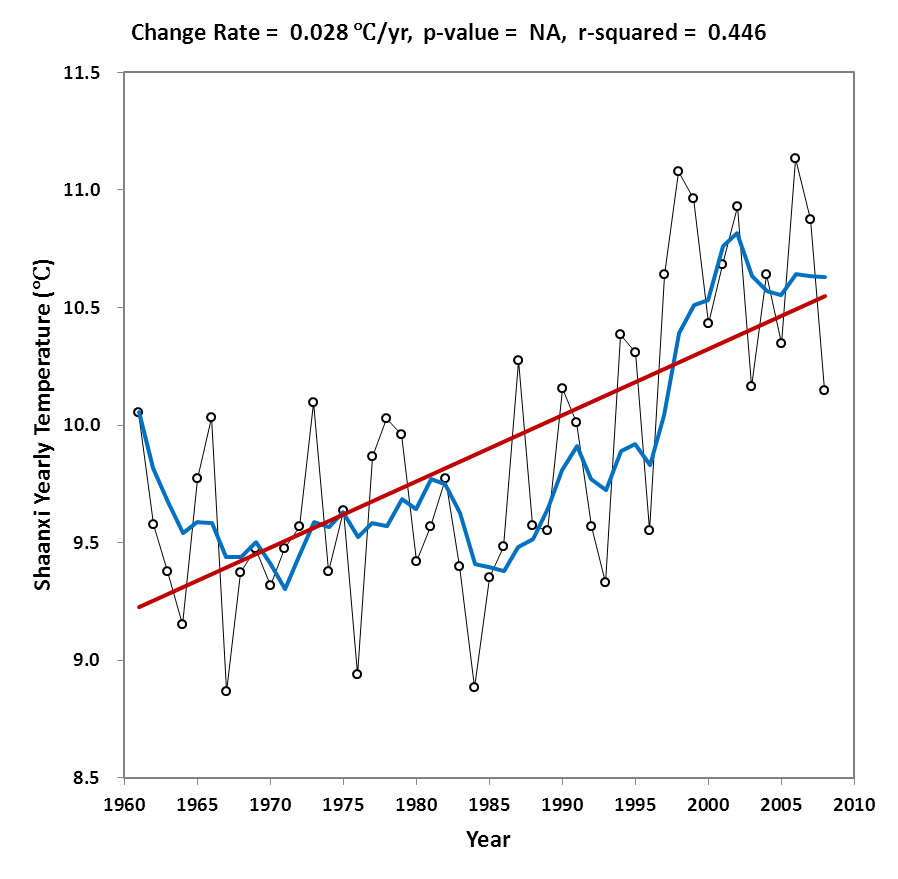 Change Rate = 0.028 ℃/yr, p-value = NA, r-squared = 0.446
11.5
11.0
10.5
10.0
9.5
9.0
8.5
Shaanxi Yearly Temperature (℃)
1960 1965 1970 1975 1980 1985 1990 1995 2000 2005 2010
Year